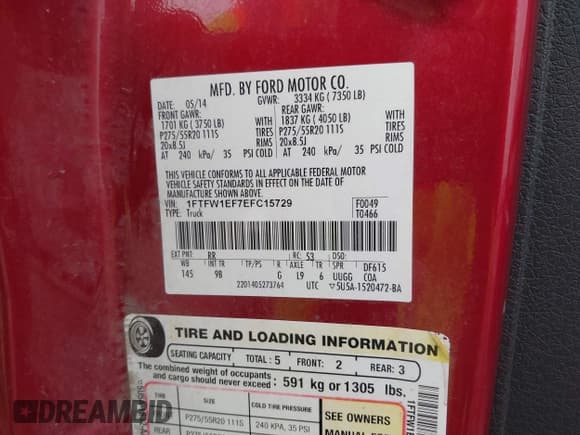 MFD. BY FORD MOTOR CO.
DATE: 05/14 GVWR: 3334 KG (7350 LB)
FRONT GAWR: REAR GAWR:
1701 KG (3750 LB) WITH 1837 KG (4050 LB) WITH
P275/55R20 111S TIRES P275/55R20 111S TIRES
20x8.5J RIMS 20x8.5J RIMS
AT 240 kPa/ 35 PSI COLD AT 240 kPa/ 35 PSI COLD
THIS VEHICLE CONFORMS TO ALL APPLICABLE FEDERAL MOTOR
VEHICLE SAFETY STANDARDS IN EFFECT ON THE DATE OF
MANUFACTURE SHOWN ABOVE.
VIN: 1FTFW1EF7EFC15729 F0049
TYPE: Truck T0466
EXT PNT: RR RC: 53 DSO:
WB INT TP/PS R AXLE TR SPR DF615
145 9B G L9 6 UUGG COA
2201405273764 UTC ▽5U5A-1520472-BA
TIRE AND LOADING INFORMATION
SEATING CAPACITY TOTAL: 5 FRONT: 2 REAR: 3
The combined weight of occupants
and cargo should never exceed: 591 kg or 1305 lbs.
TIRE SIZE COLD TIRE PRESSURE SEE OWNERS
P275/55R20 111S 240 KPA, 35 PSI MANUAL FOR
REAR
DREAMBID